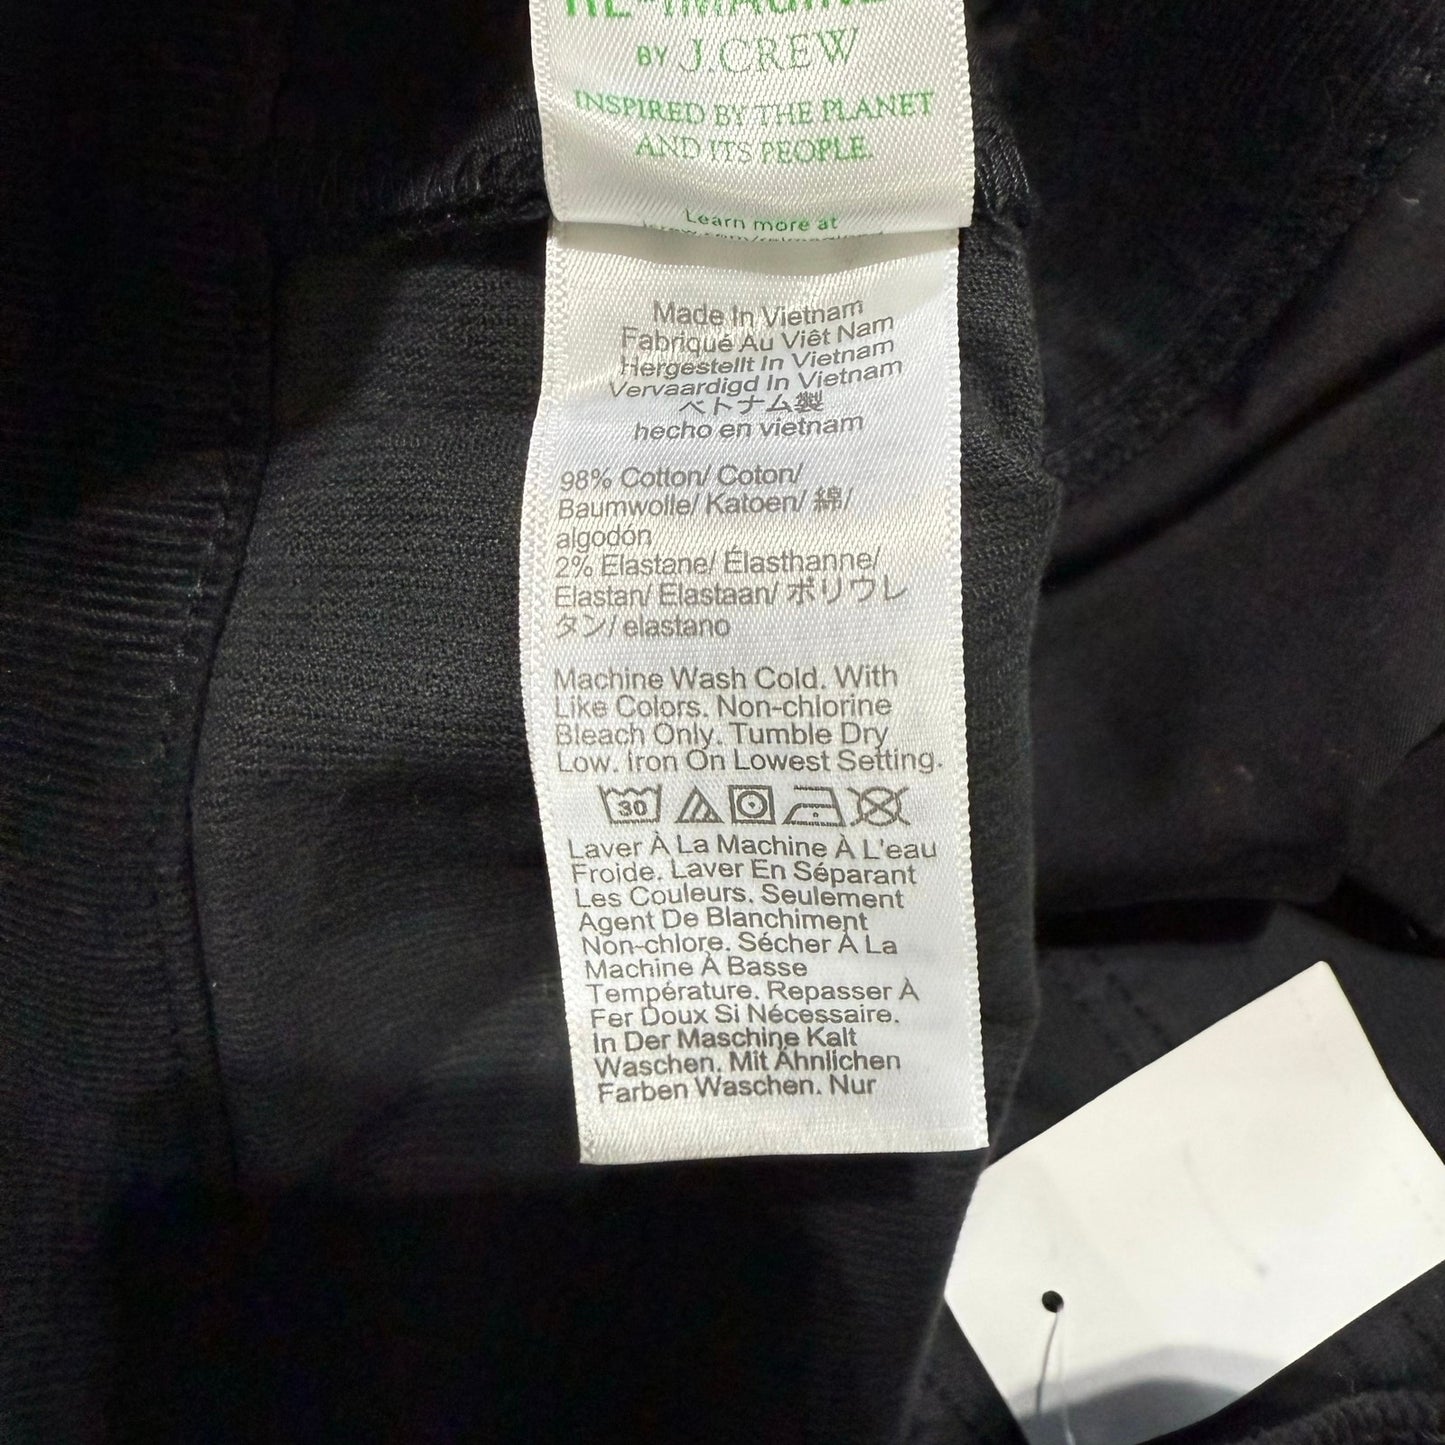 RE-IMAGINED
BY J.CREW
INSPIRED BY THE PLANET
AND ITS PEOPLE.
Learn more at
Made In Vietnam
Fabriqué Au Viêt Nam
Hergestellt In Vietnam
Vervaardigd In Vietnam
ベトナム製
hecho en vietnam
98% Cotton/ Coton/
Baumwolle/ Katoen/ 綿/
algodón
2% Elastane/ Élasthanne/
Elastan/ Elastaan/ ポリウレ
タン/ elastano
Machine Wash Cold. With
Like Colors. Non-chlorine
Bleach Only. Tumble Dry
Low. Iron On Lowest Setting.
30
Laver À La Machine À L'eau
Froide. Laver En Séparant
Les Couleurs. Seulement
Agent De Blanchiment
Non-chlore. Sécher À La
Machine À Basse
Température. Repasser À
Fer Doux Si Nécessaire.
In Der Maschine Kalt
Waschen. Mit Ähnlichen
Farben Waschen. Nur